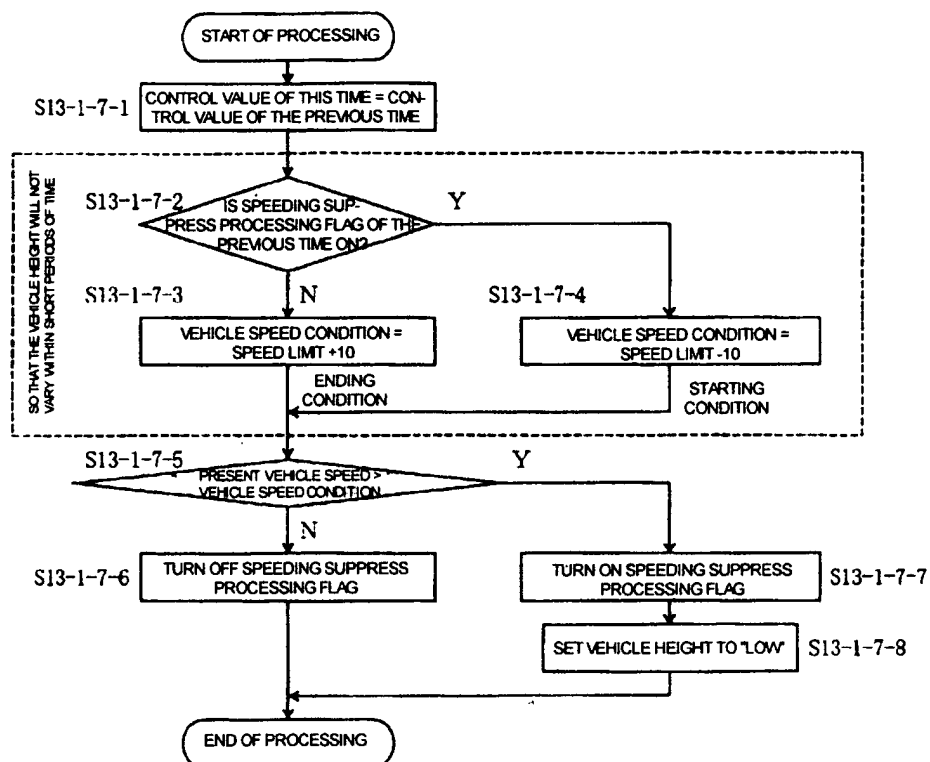 START OF PROCESSING
S13-1-7-1
CONTROL VALUE OF THIS TIME = CON-
TROL VALUE OF THE PREVIOUS TIME
SO THAT THE VEHICLE HEIGHT WILL NOT
VARY WITHIN SHORT PERIODS OF TIME
S13-1-7-2
IS SPEEDING SUP-
PRESS PROCESSING FLAG OF THE
PREVIOUS TIME ON?
Y
S13-1-7-3
N
S13-1-7-4
VEHICLE SPEED CONDITION =
SPEED LIMIT +10
VEHICLE SPEED CONDITION =
SPEED LIMIT -10
ENDING
CONDITION
STARTING
CONDITION
S13-1-7-5
PRESENT VEHICLE SPEED >
VEHICLE SPEED CONDITION
Y
N
S13-1-7-6
TURN OFF SPEEDING SUPPRESS
PROCESSING FLAG
TURN ON SPEEDING SUPPRESS
PROCESSING FLAG
S13-1-7-7
SET VEHICLE HEIGHT TO "LOW"
S13-1-7-8
END OF PROCESSING